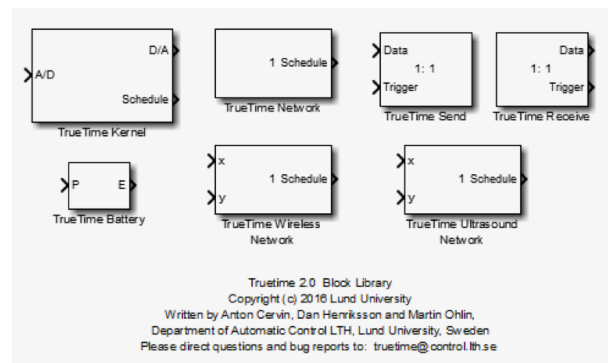 D/A
A/D
Schedule
TrueTime Kernel
1 Schedule
TrueTime Network
Data
1: 1
Trigger
TrueTime Send
Data
1: 1
Trigger
TrueTime Receive
P E
TrueTime Battery
x
1 Schedule
y
TrueTime Wireless
Network
x
1 Schedule
y
TrueTime Ultrasound
Network
Truetime 2.0 Block Library
Copyright (c) 2016 Lund University
Written by Anton Cervin, Dan Henriksson and Martin Ohlin,
Department of Automatic Control LTH, Lund University, Sweden
Please direct questions and bug reports to: truetime@control.lth.se